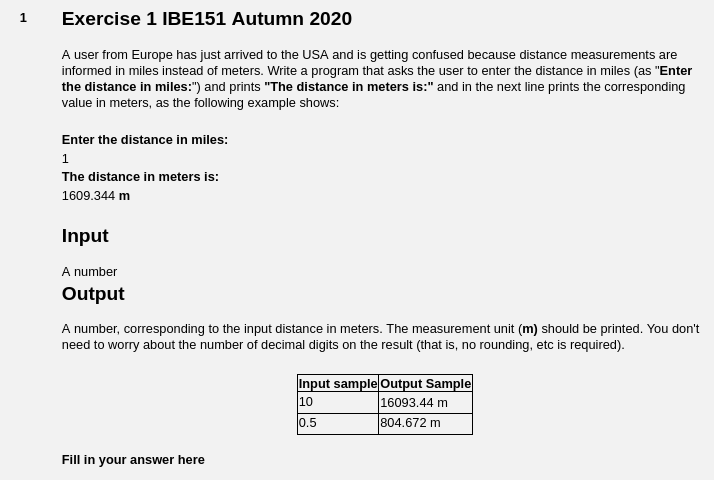 1 Exercise 1 IBE151 Autumn 2020
A user from Europe has just arrived to the USA and is getting confused because distance measurements are
informed in miles instead of meters. Write a program that asks the user to enter the distance in miles (as "Enter
the distance in miles:") and prints "The distance in meters is:" and in the next line prints the corresponding
value in meters, as the following example shows:
Enter the distance in miles:
1
The distance in meters is:
1609.344 m
Input
A number
Output
A number, corresponding to the input distance in meters. The measurement unit (m) should be printed. You don't
need to worry about the number of decimal digits on the result (that is, no rounding, etc is required).
Input sample Output Sample
10 16093.44 m
0.5 804.672 m
Fill in your answer here